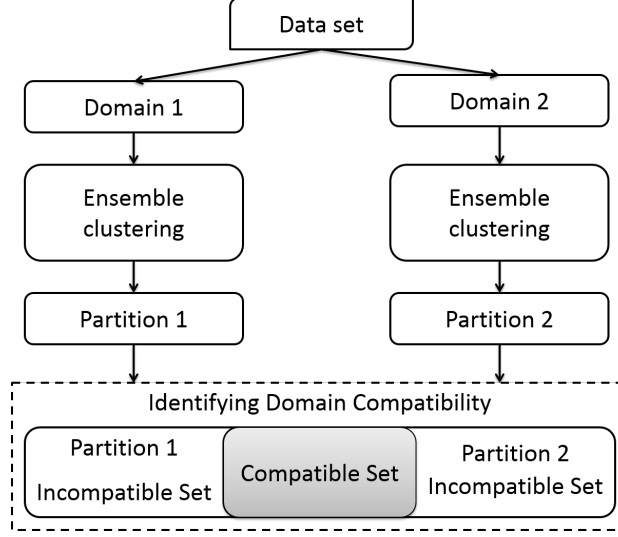 Data set
Domain 1
Domain 2
Ensemble
clustering
Ensemble
clustering
Partition 1
Partition 2
Identifying Domain Compatibility
Partition 1
Incompatible Set
Compatible Set
Partition 2
Incompatible Set